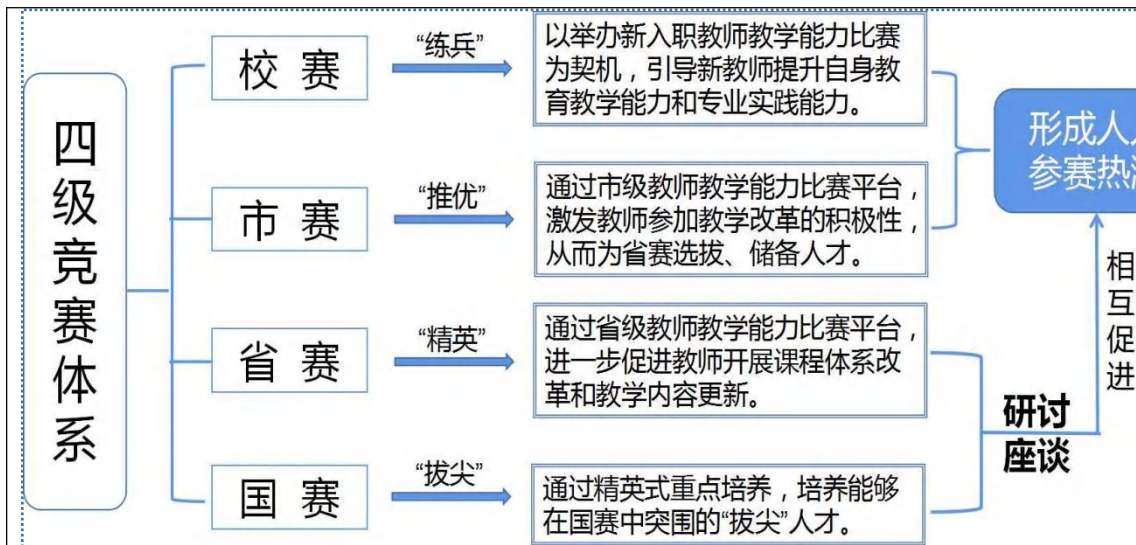 四级竞赛体系
校 赛
“练兵”
以举办新入职教师教学能力比赛
为契机，引导新教师提升自身教
育教学能力和专业实践能力。
市 赛
“推优”
通过市级教师教学能力比赛平台，
激发教师参加教学改革的积极性，
从而为省赛选拔、储备人才。
形成人
参赛热
省 赛
“精英”
通过省级教师教学能力比赛平台，
进一步促进教师开展课程体系改
革和教学内容更新。
国 赛
“拔尖”
通过精英式重点培养，培养能够
在国赛中突围的“拔尖”人才。
研讨
座谈
相互促进